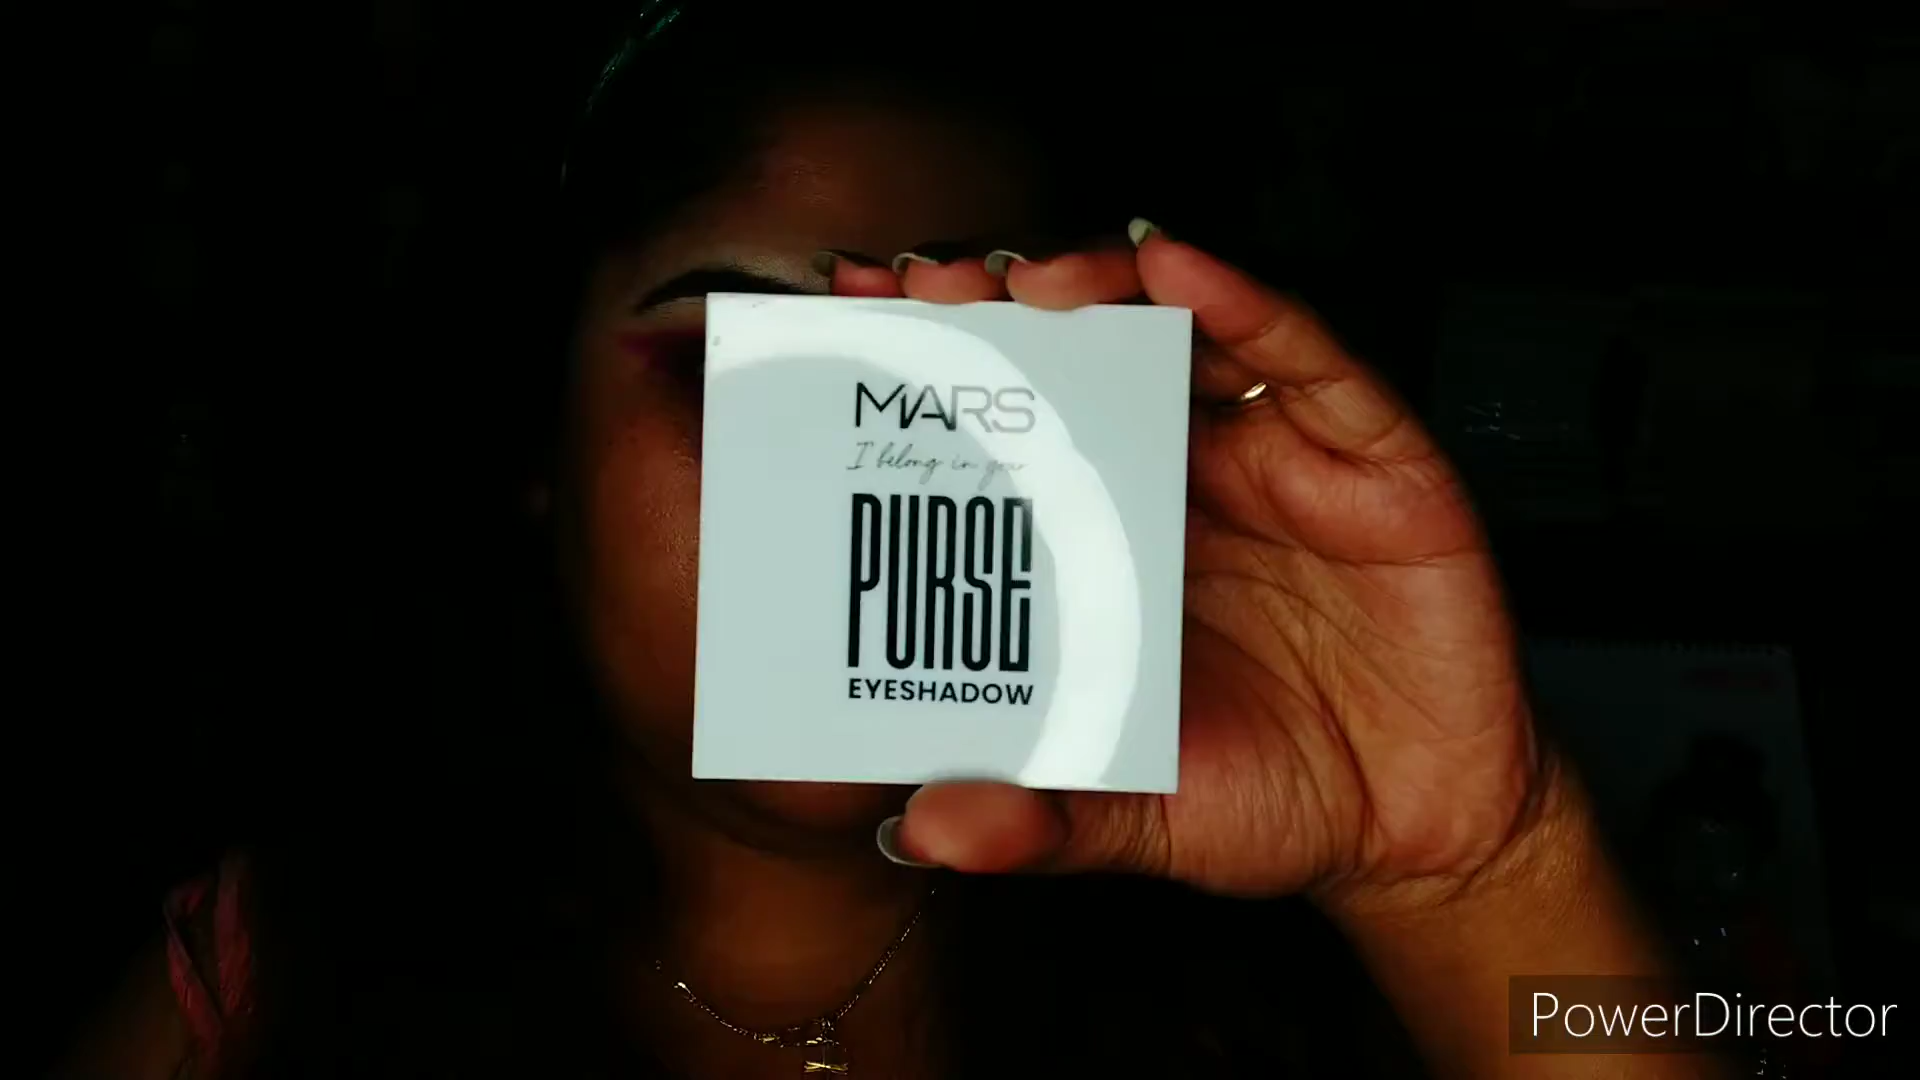 MARS
I belong in your
PURSE
EYESHADOW
PowerDirector